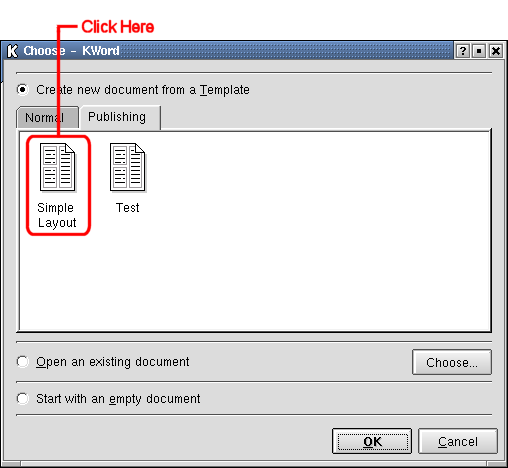 Click Here
Choose - KWord
Create new document from a Template
Normal Publishing
Simple Layout
Test
Open an existing document
Choose...
Start with an empty document
OK
Cancel